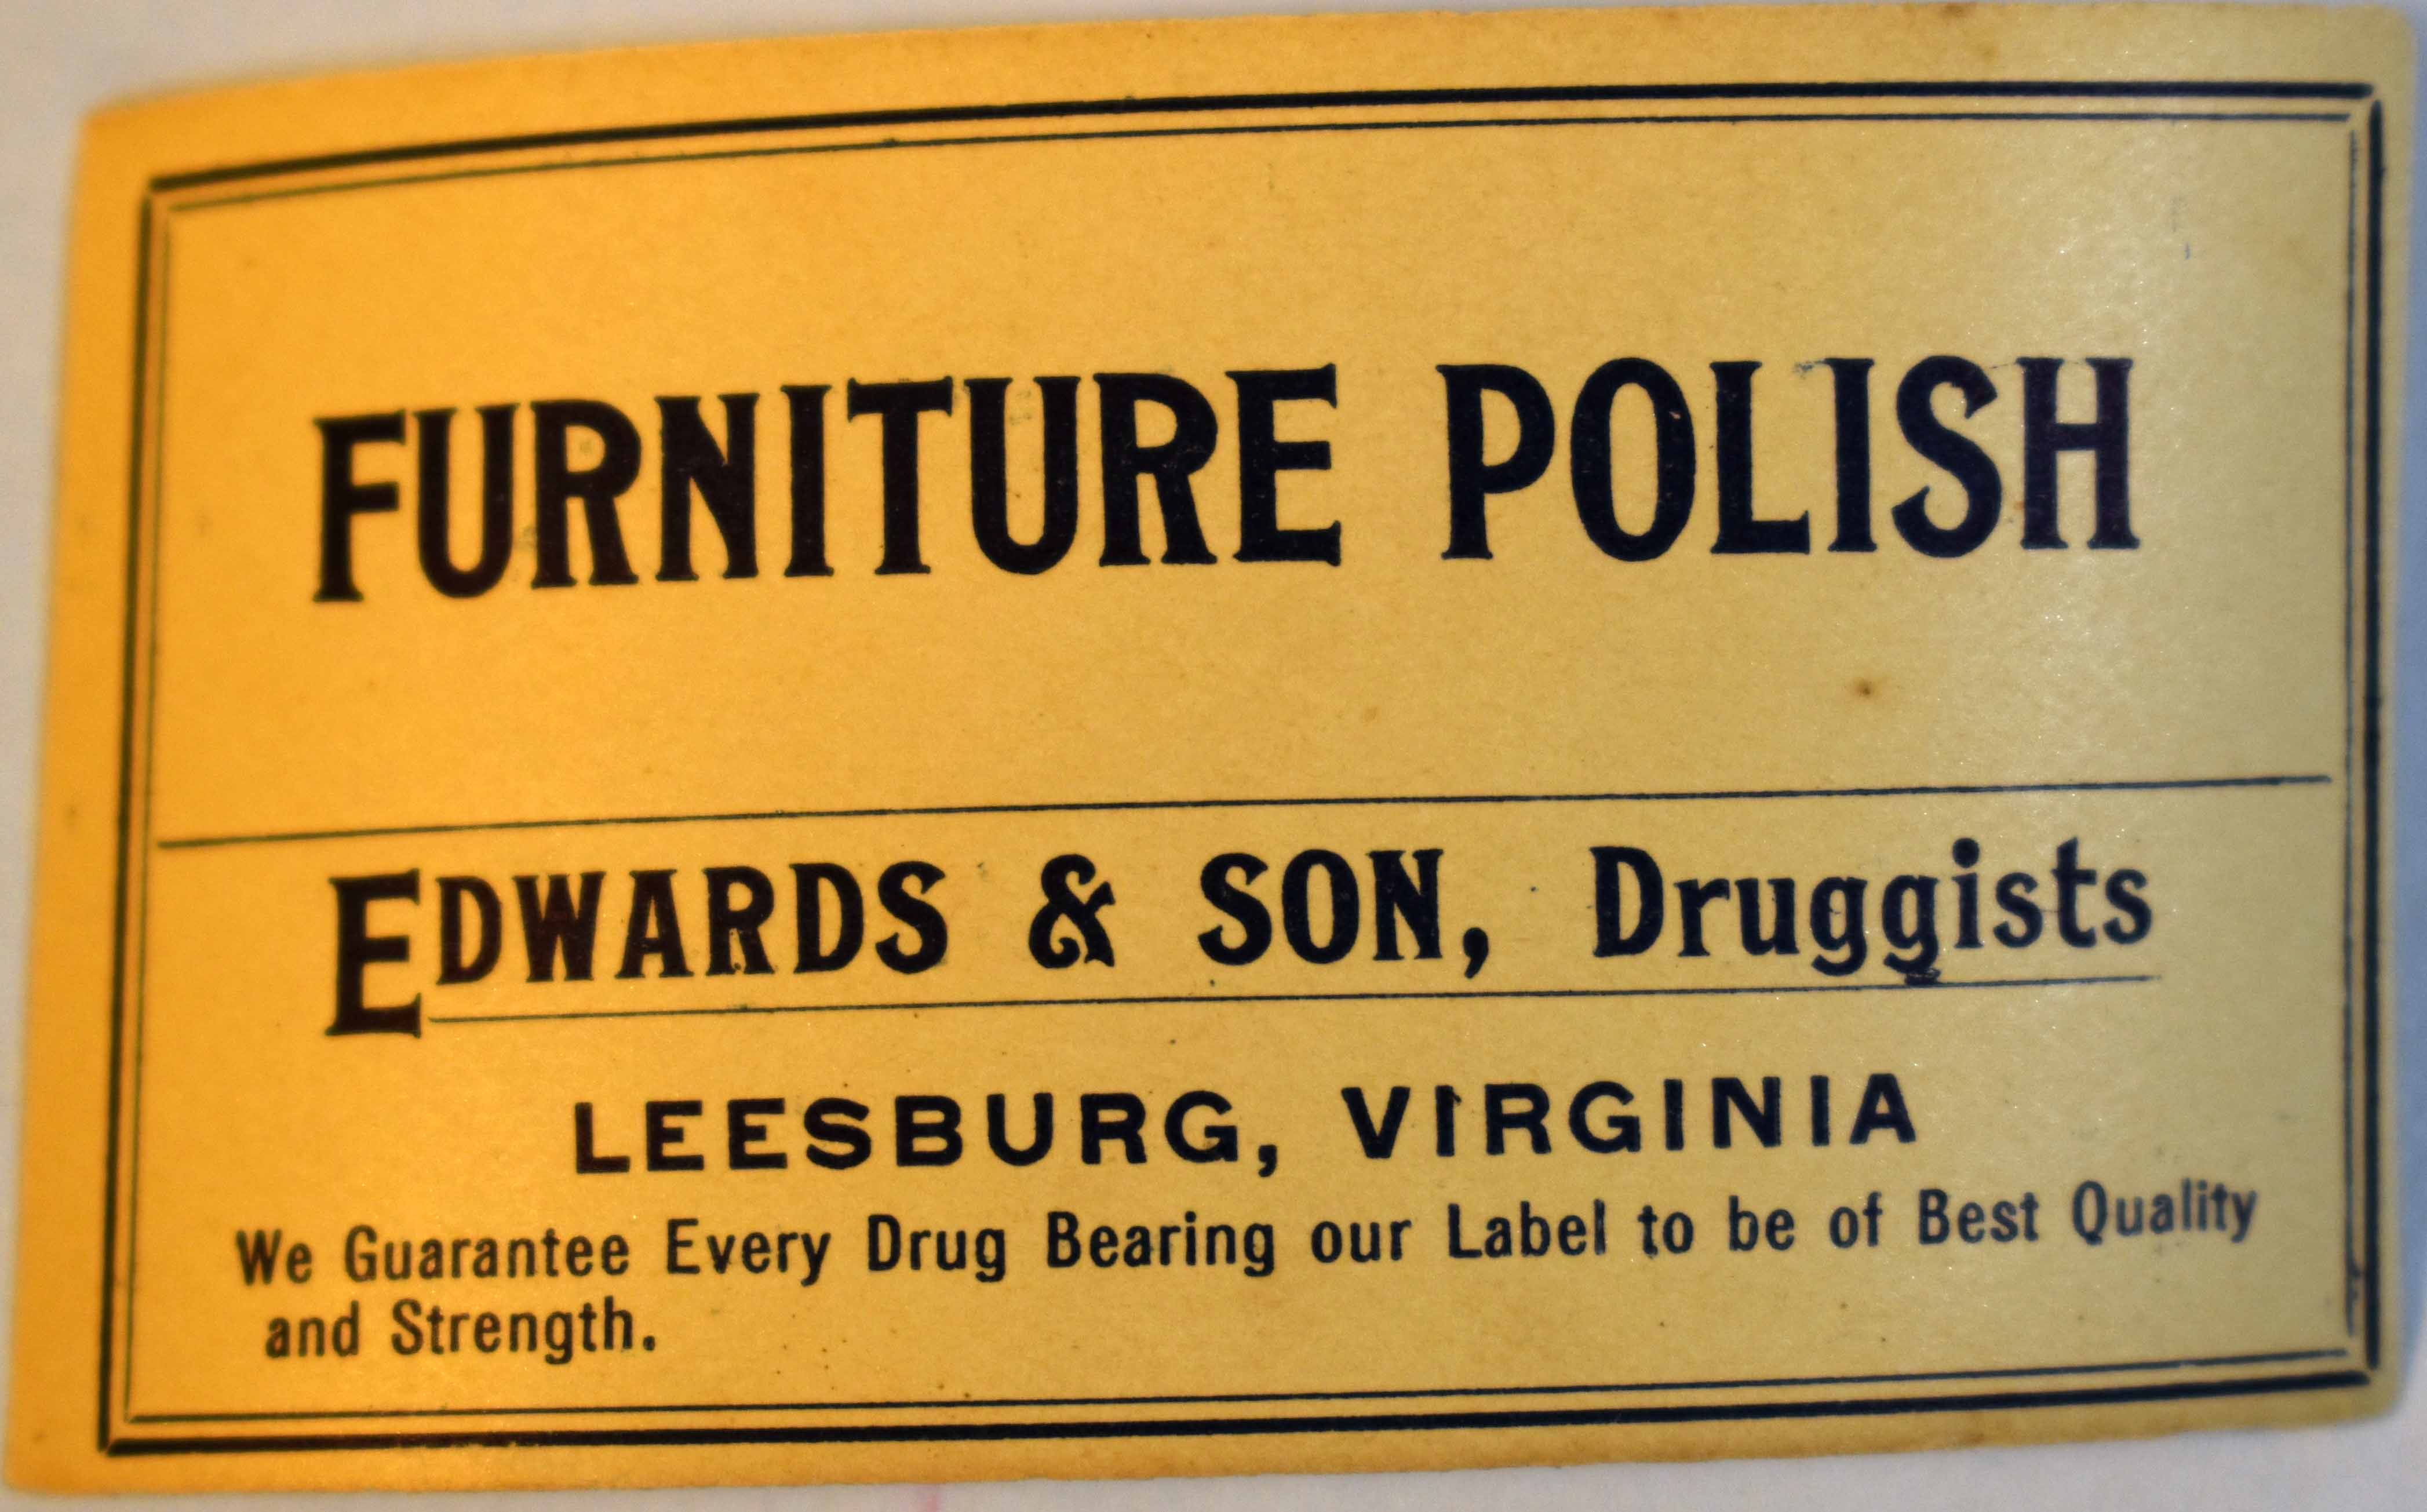 FURNITURE POLISH
EDWARDS & SON, Druggists
LEESBURG, VIRGINIA
We Guarantee Every Drug Bearing our Label to be of Best Quality
and Strength.